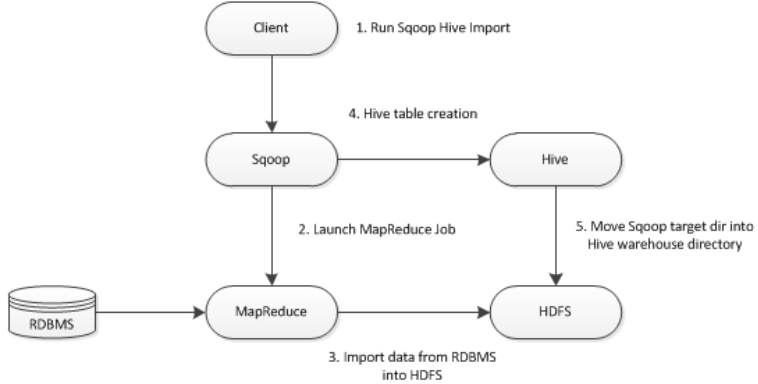 Client
1. Run Sqoop Hive Import
4. Hive table creation
Sqoop
Hive
2. Launch MapReduce Job
5. Move Sqoop target dir into
Hive warehouse directory
RDBMS
MapReduce
HDFS
3. Import data from RDBMS
into HDFS